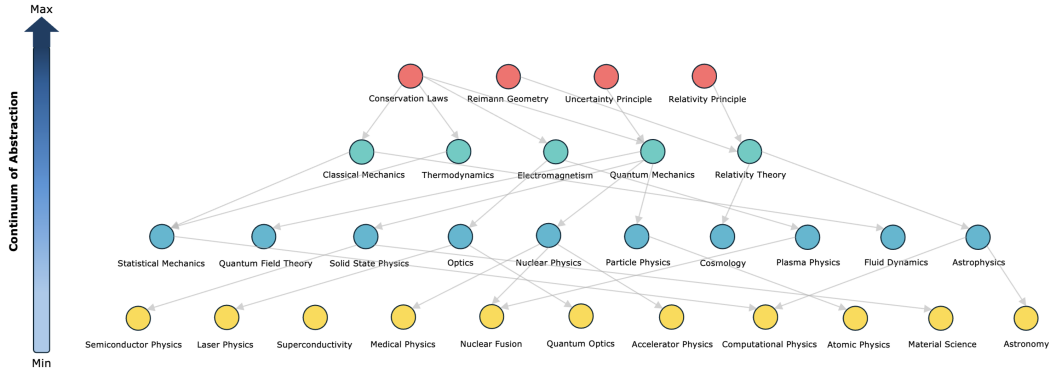 Max
Continuum of Abstraction
Conservation Laws
Reimann Geometry
Uncertainty Principle
Relativity Principle
Classical Mechanics
Thermodynamics
Electromagnetism
Quantum Mechanics
Relativity Theory
Statistical Mechanics
Quantum Field Theory
Solid State Physics
Optics
Nuclear Physics
Particle Physics
Cosmology
Plasma Physics
Fluid Dynamics
Astrophysics
Semiconductor Physics
Laser Physics
Superconductivity
Medical Physics
Nuclear Fusion
Quantum Optics
Accelerator Physics
Computational Physics
Atomic Physics
Material Science
Astronomy
Min